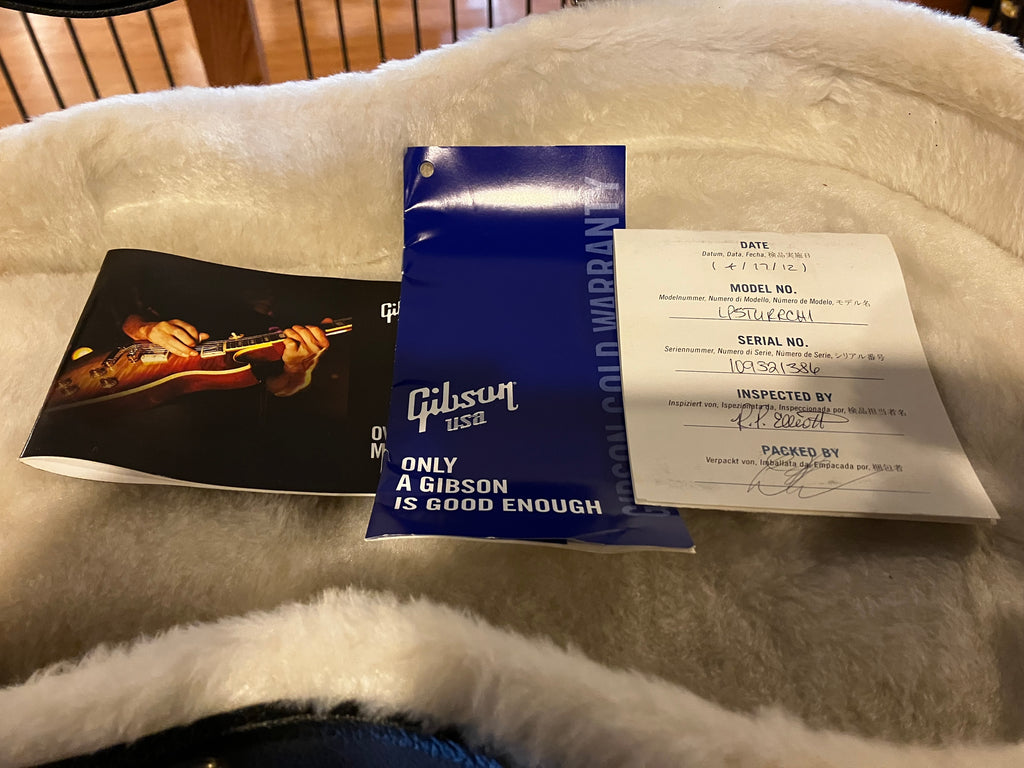 Gi
OW
M
Gibson
USA
ONLY
A GIBSON
IS GOOD ENOUGH
GIBSON GOLD WARRANTY
DATE
Datum, Data, Fecha, 検品実施日
(4/17/12)
MODEL NO.
Modelnummer, Numero di Modello, Número de Modelo, モデル名
LPSTURRCH1
SERIAL NO.
Seriennummer, Numero di Serie, Número de Serie, シリアル番号
109321386
INSPECTED BY
Inspiziert von, Ispezionata da, Inspeccionada por, 検品担当者名
R.P. Elliott
PACKED BY
Verpackt von, Imballata da, Empacada por, 梱包者